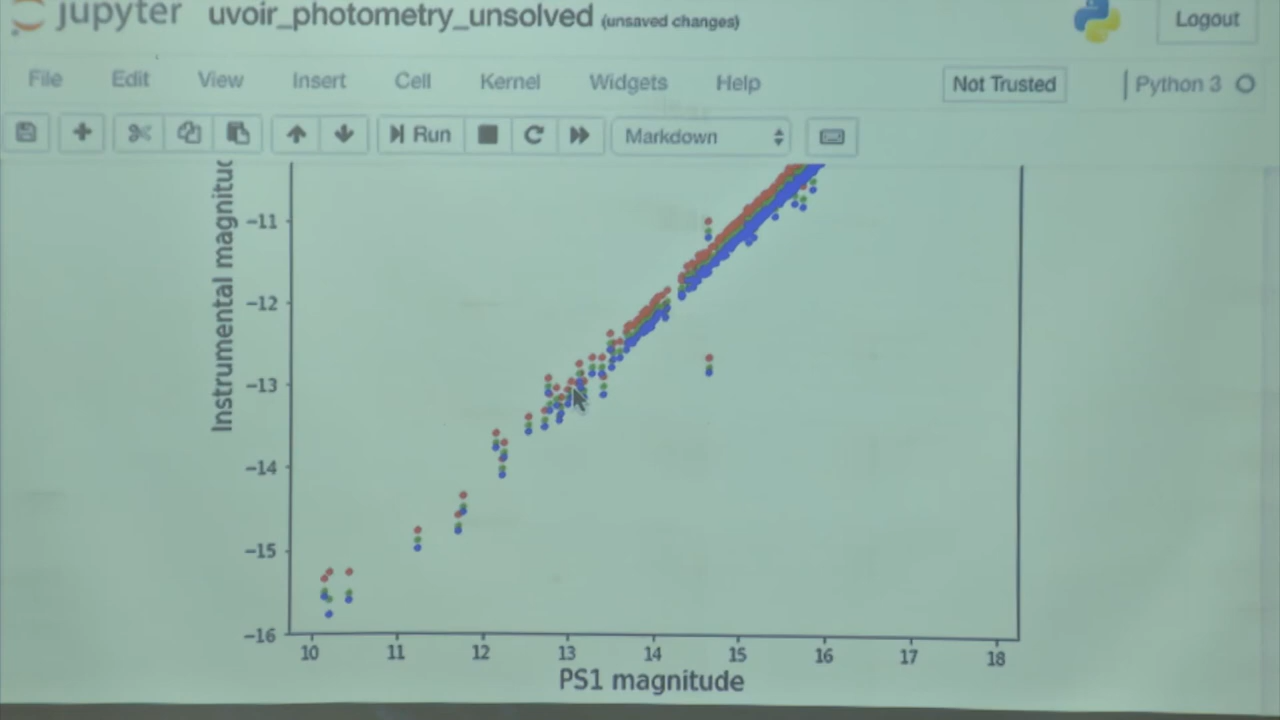 jupyter uvoir_photometry_unsolved (unsaved changes) Logout
File Edit View Insert Cell Kernel Widgets Help Not Trusted Python 3
Run Markdown
Instrumental magnitu
−11
−12
−13
−14
−15
−16
10 11 12 13 14 15 16 17 18
PS1 magnitude